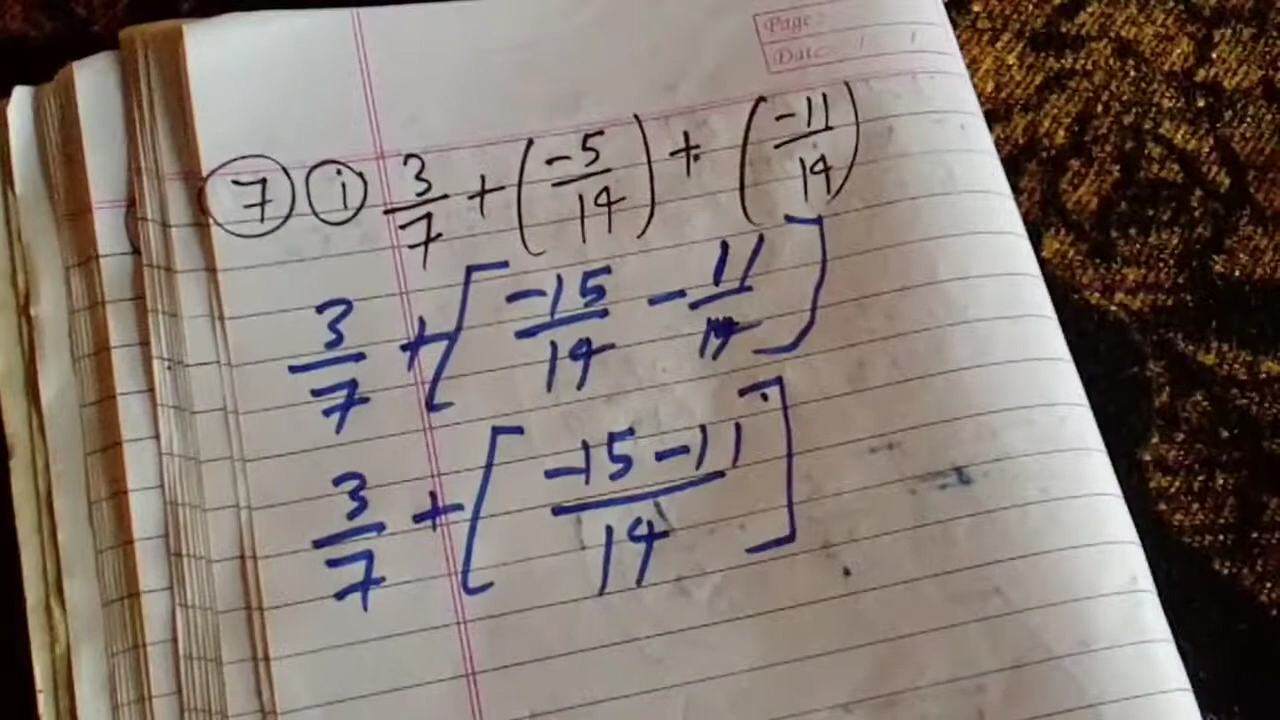 Page:
Date: / /
7 i 3/7 + (-5/14) + (-11/14)
3/7 + [-15/14 - 11/14]
3/7 + [-15-11/14]